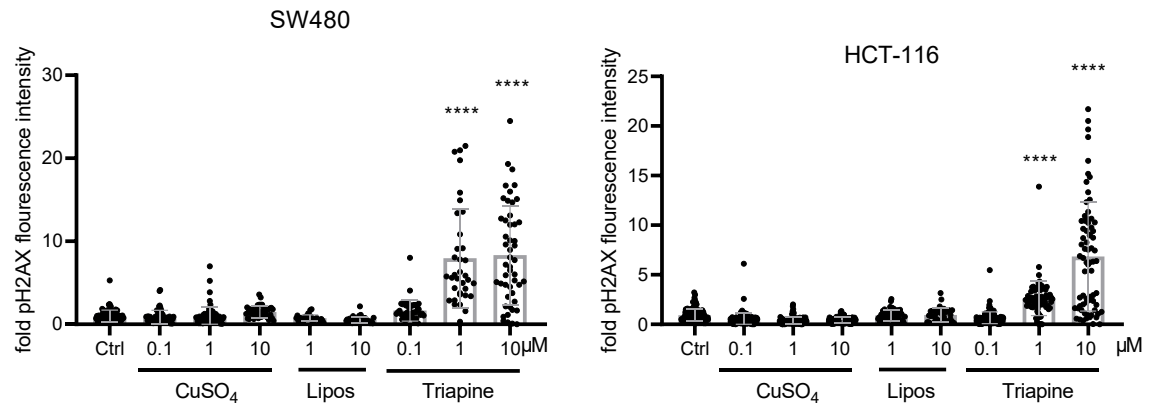 SW480
fold pH2AX flourescence intensity
30
20
10
0
****
****
Ctrl 0.1 1 10 1 10 0.1 1 10 µM
CuSO₄ Lipos Triapine
HCT-116
fold pH2AX flourescence intensity
25
20
15
10
5
0
****
****
Ctrl 0.1 1 10 1 10 0.1 1 10 µM
CuSO₄ Lipos Triapine